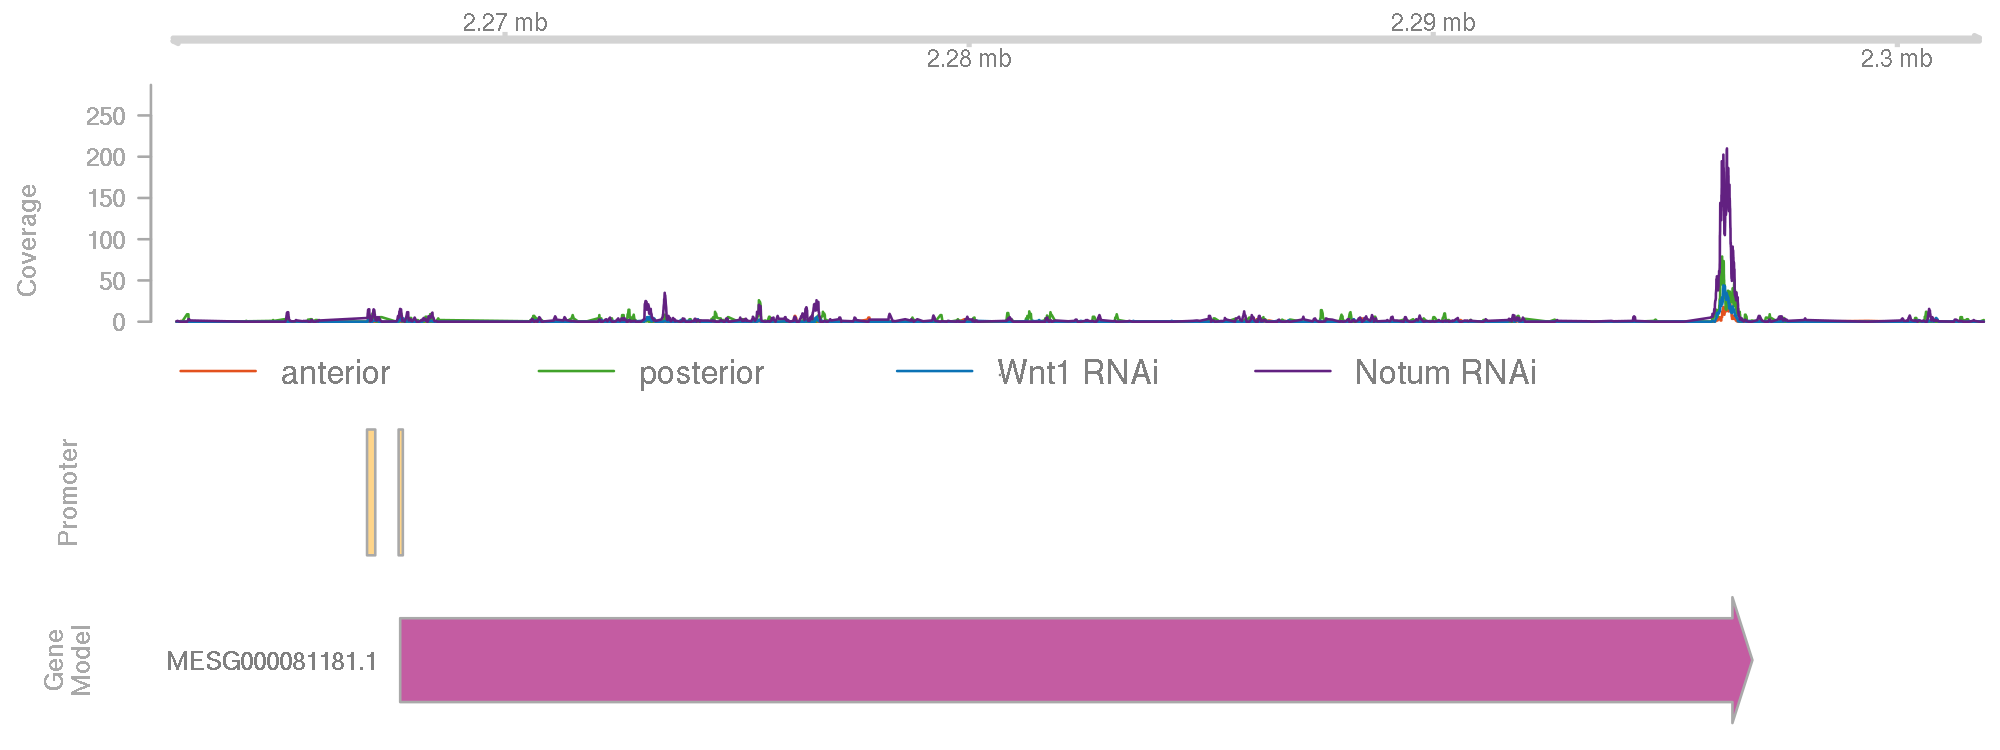 2.27 mb
2.29 mb
2.28 mb
2.3 mb
250
200
150
100
50
0
Coverage
anterior
posterior
Wnt1 RNAi
Notum RNAi
Promoter
Gene
Model
MESG000081181.1